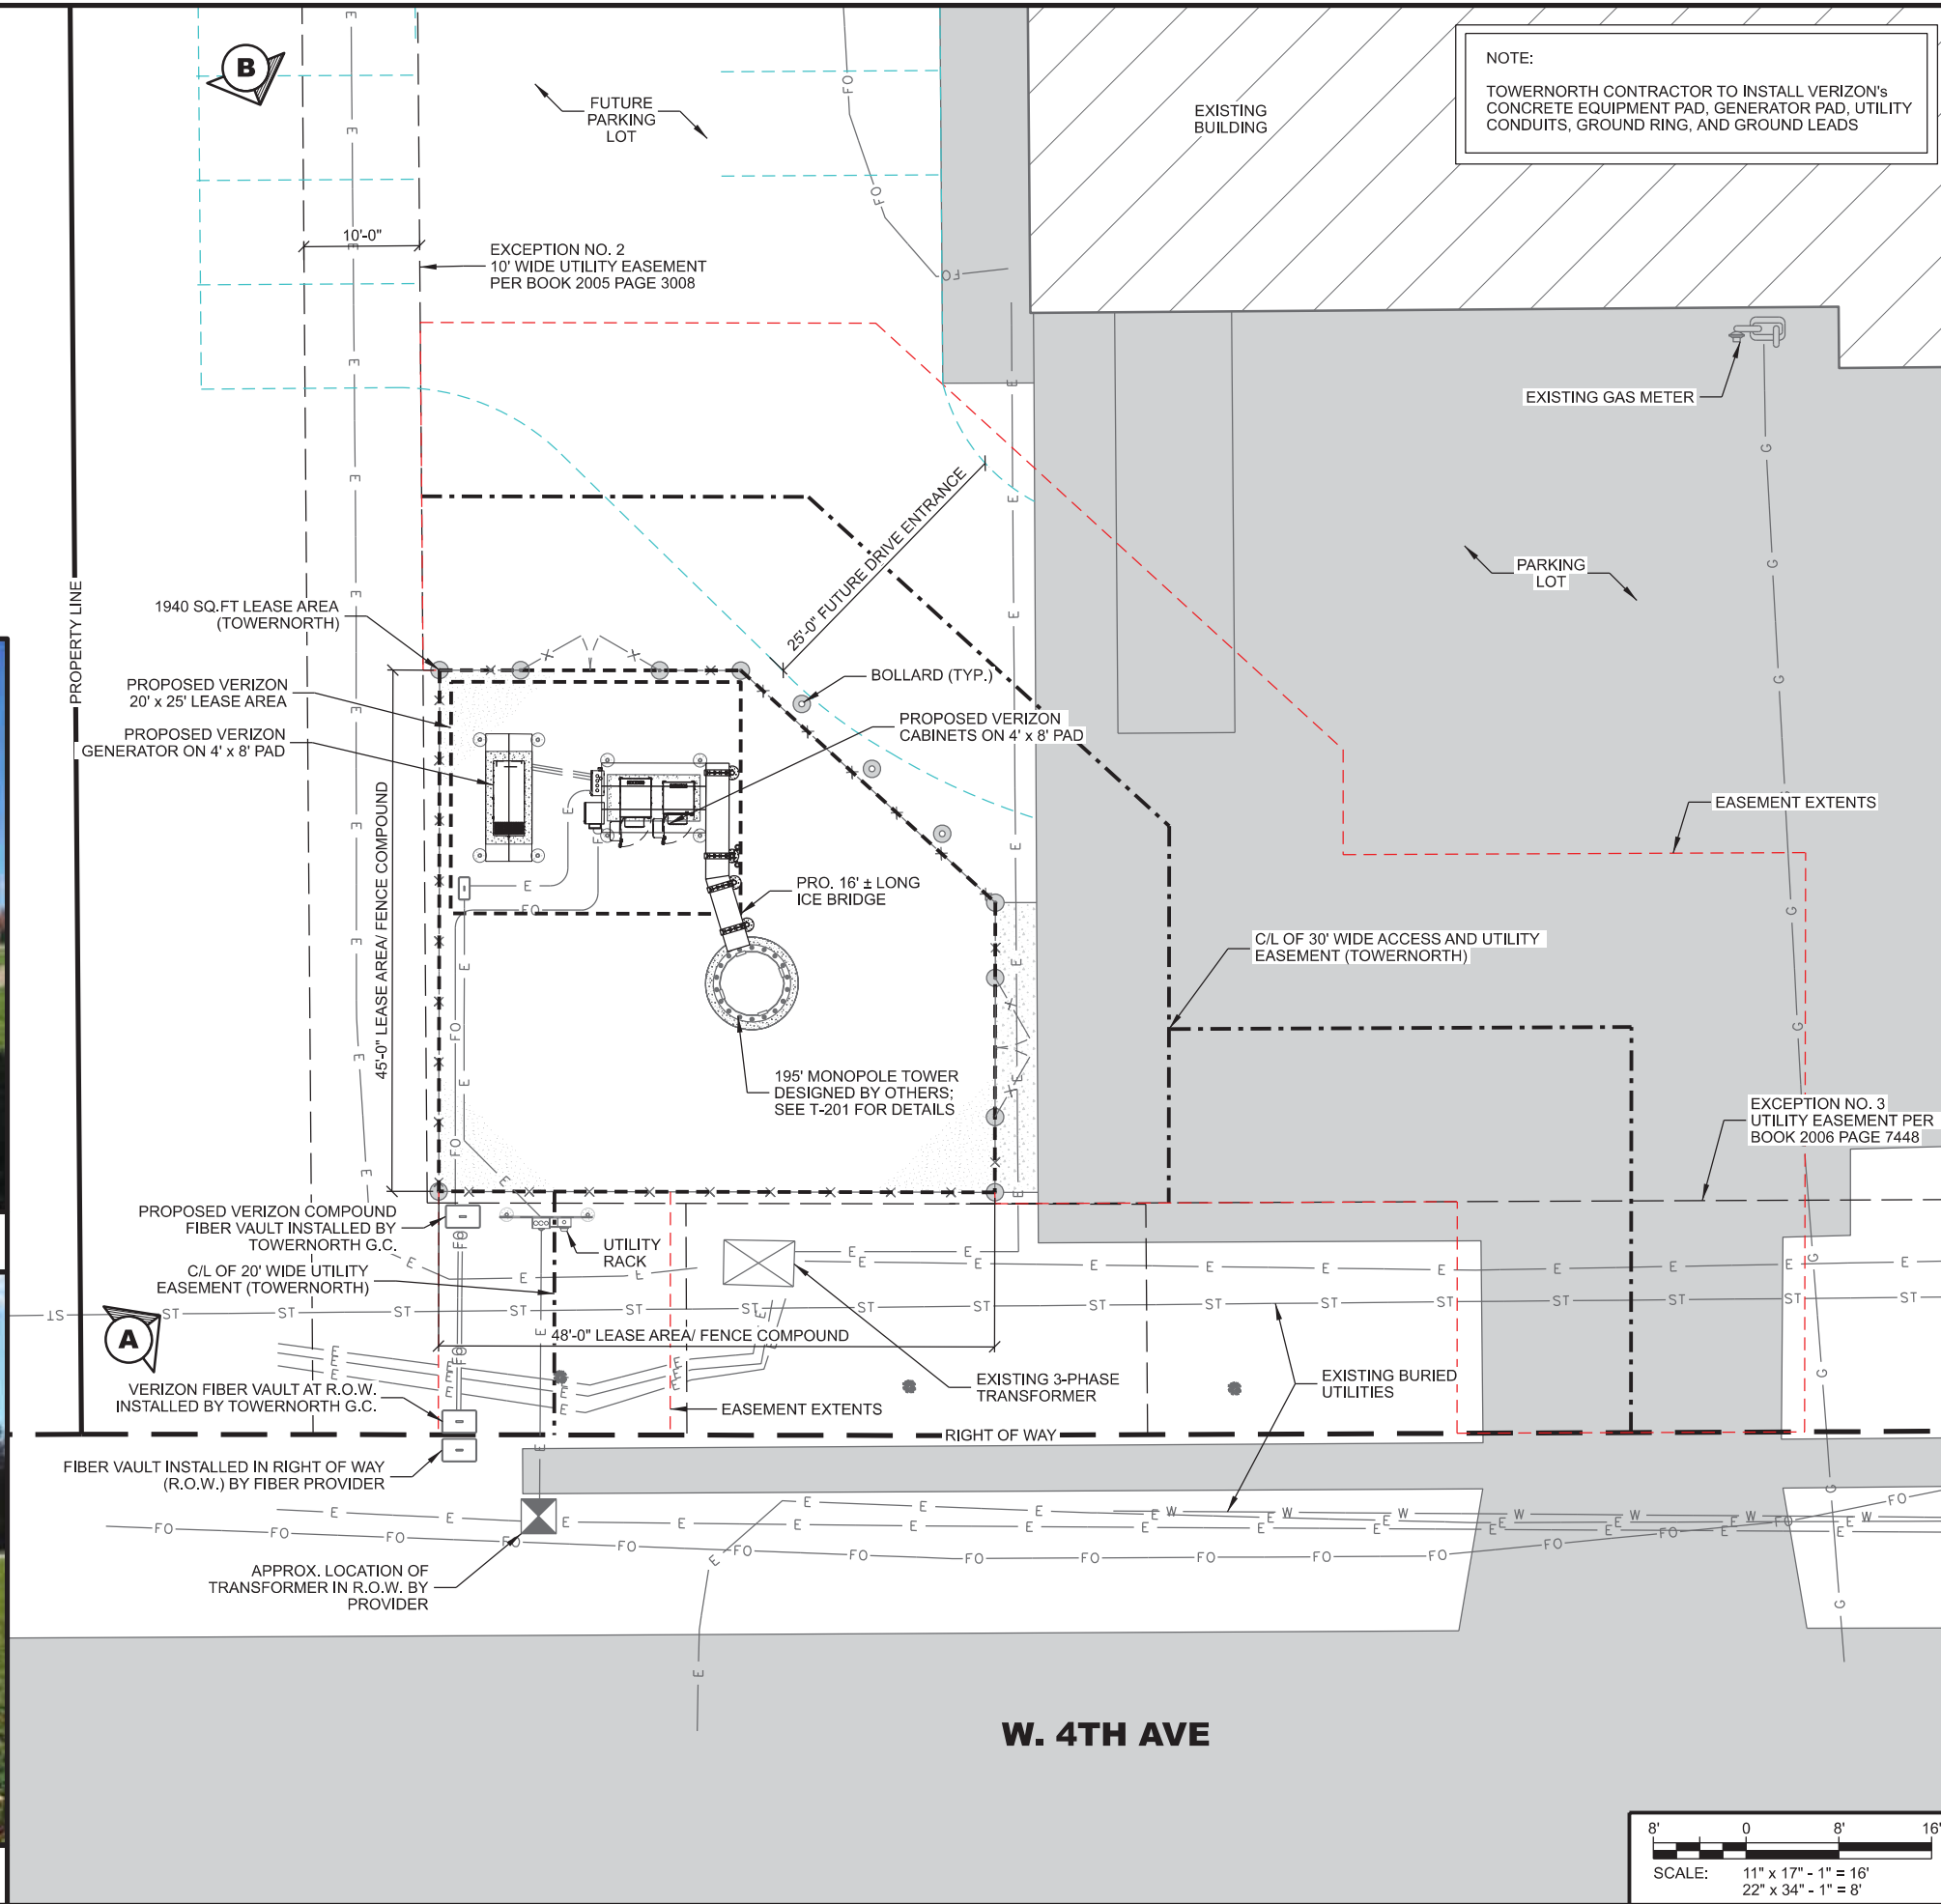 B
FUTURE
PARKING
LOT
EXISTING
BUILDING
NOTE:
TOWERNORTH CONTRACTOR TO INSTALL VERIZON's
CONCRETE EQUIPMENT PAD, GENERATOR PAD, UTILITY
CONDUITS, GROUND RING, AND GROUND LEADS
10'-0"
EXCEPTION NO. 2
10' WIDE UTILITY EASEMENT
PER BOOK 2005 PAGE 3008
EXISTING GAS METER
25'-0" FUTURE DRIVE ENTRANCE
PARKING
LOT
PROPERTY LINE
1940 SQ.FT LEASE AREA
(TOWERNORTH)
PROPOSED VERIZON
20' x 25' LEASE AREA
PROPOSED VERIZON
GENERATOR ON 4' x 8' PAD
BOLLARD (TYP.)
PROPOSED VERIZON
CABINETS ON 4' x 8' PAD
EASEMENT EXTENTS
45'-0" LEASE AREA/ FENCE COMPOUND
PRO. 16' ± LONG
ICE BRIDGE
C/L OF 30' WIDE ACCESS AND UTILITY
EASEMENT (TOWERNORTH)
195' MONOPOLE TOWER
DESIGNED BY OTHERS;
SEE T-201 FOR DETAILS
EXCEPTION NO. 3
UTILITY EASEMENT PER
BOOK 2006 PAGE 7448
PROPOSED VERIZON COMPOUND
FIBER VAULT INSTALLED BY
TOWERNORTH G.C.
UTILITY
RACK
C/L OF 20' WIDE UTILITY
EASEMENT (TOWERNORTH)
A
48'-0" LEASE AREA/ FENCE COMPOUND
VERIZON FIBER VAULT AT R.O.W.
INSTALLED BY TOWERNORTH G.C.
EXISTING 3-PHASE
TRANSFORMER
EXISTING BURIED
UTILITIES
EASEMENT EXTENTS
RIGHT OF WAY
FIBER VAULT INSTALLED IN RIGHT OF WAY
(R.O.W.) BY FIBER PROVIDER
APPROX. LOCATION OF
TRANSFORMER IN R.O.W. BY
PROVIDER
W. 4TH AVE
8' 0 8' 16'
SCALE: 11" x 17" - 1" = 16'
22" x 34" - 1" = 8'